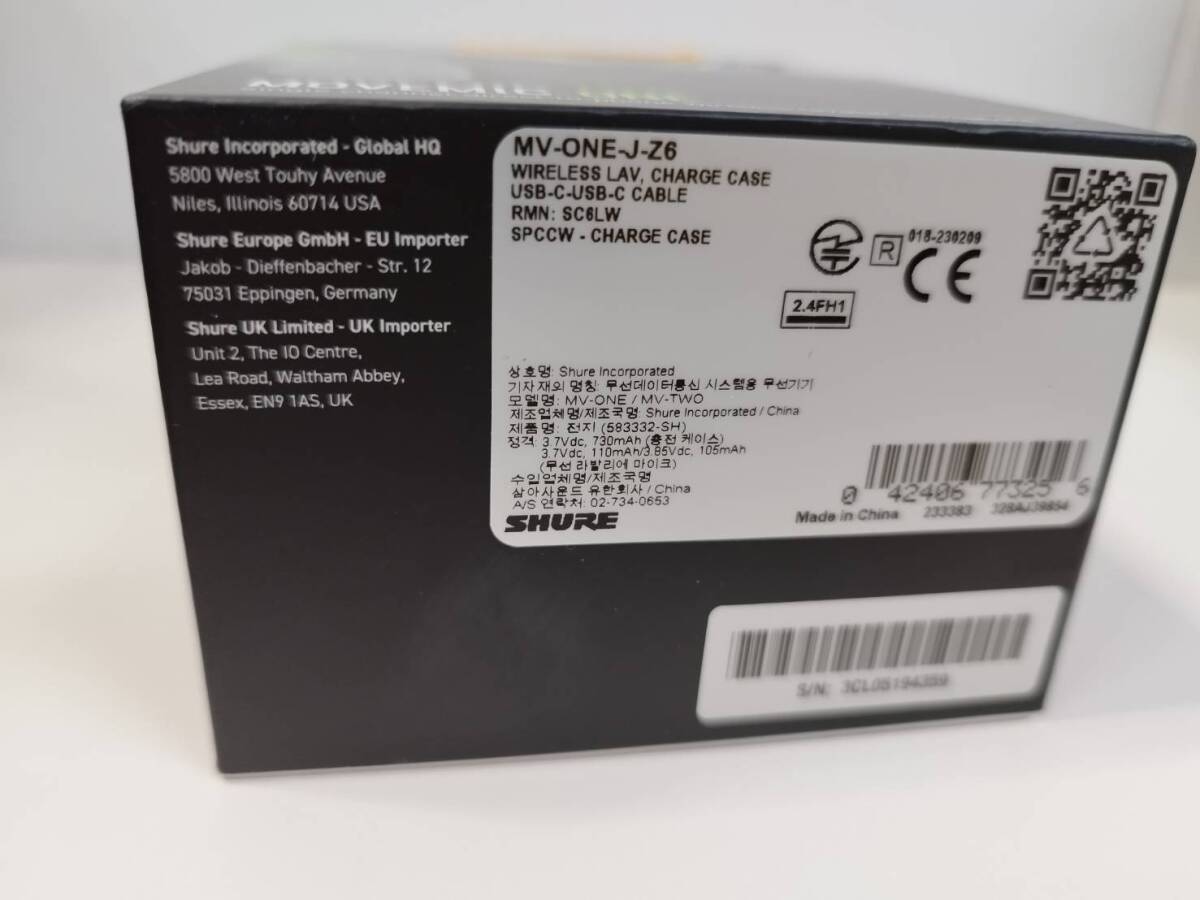 MOVEMIC
Shure Incorporated - Global HQ
5800 West Touhy Avenue
Niles, Illinois 60714 USA
Shure Europe GmbH - EU Importer
Jakob - Dieffenbacher - Str. 12
75031 Eppingen, Germany
Shure UK Limited - UK Importer
Unit 2, The IO Centre,
Lea Road, Waltham Abbey,
Essex, EN9 1AS, UK
MV-ONE-J-Z6
WIRELESS LAV, CHARGE CASE
USB-C-USB-C CABLE
RMN: SC6LW
SPCCW - CHARGE CASE
R 018-230209
CE
2.4FH1
상호명: Shure Incorporated
기자재의 명칭: 무선데이터통신 시스템용 무선기기
모델명: MV-ONE / MV-TWO
제조업체명/제조국명: Shure Incorporated / China
제품명: 전지 (583332-SH)
정격: 3.7Vdc, 730mAh (충전 케이스)
3.7Vdc, 110mAh/3.85Vdc, 105mAh
(무선 라발리에 마이크)
수입업체명/제조국명
삼아사운드 유한회사 / China
A/S 연락처: 02-734-0653
SHURE
0 42406 77325 6
Made in China 233383 328AJ39854
S/N: 3CL05194359